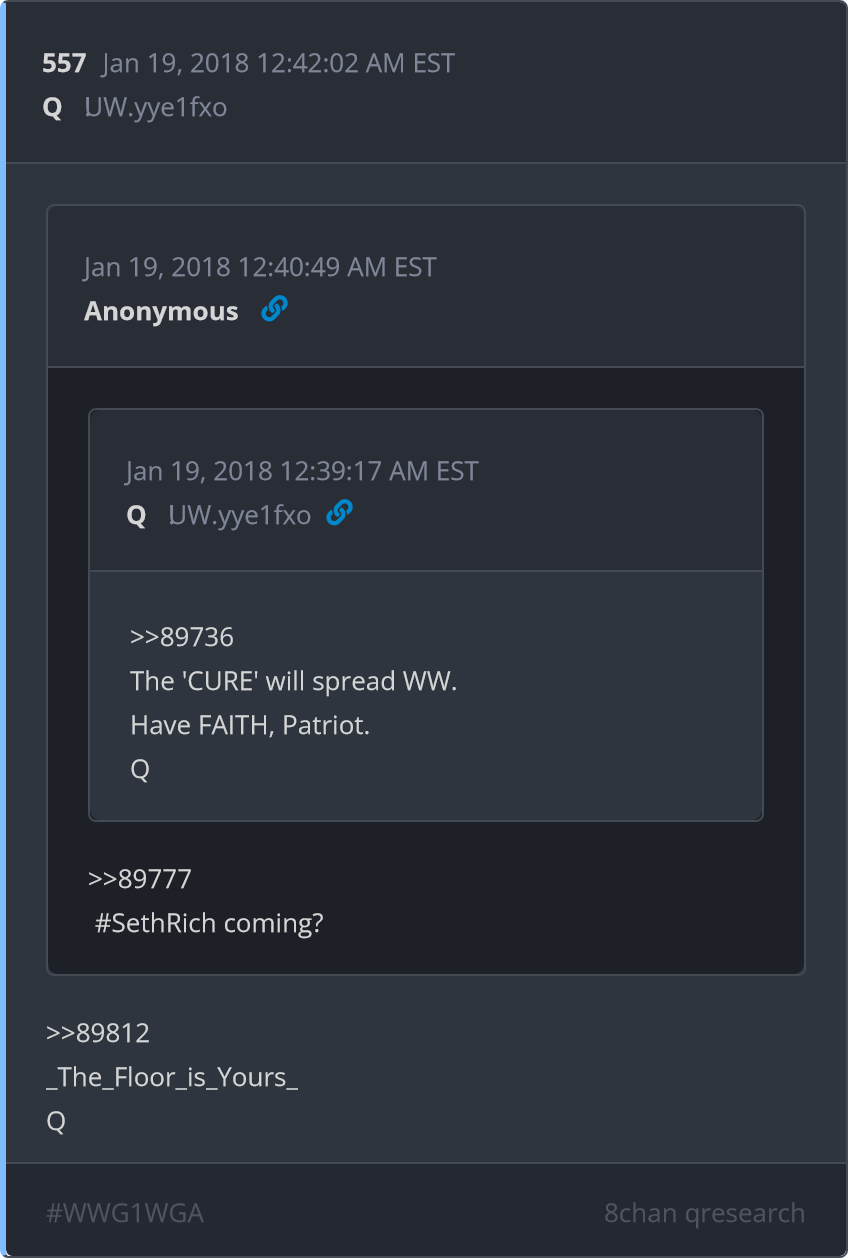 557 Jan 19, 2018 12:42:02 AM EST
Q UW.yye1fxo
Jan 19, 2018 12:40:49 AM EST
Anonymous
Jan 19, 2018 12:39:17 AM EST
Q UW.yye1fxo
>>89736
The 'CURE' will spread WW.
Have FAITH, Patriot.
Q
>>89777
#SethRich coming?
>>89812
_The_Floor_is_Yours_
Q
#WWG1WGA 8chan qresearch